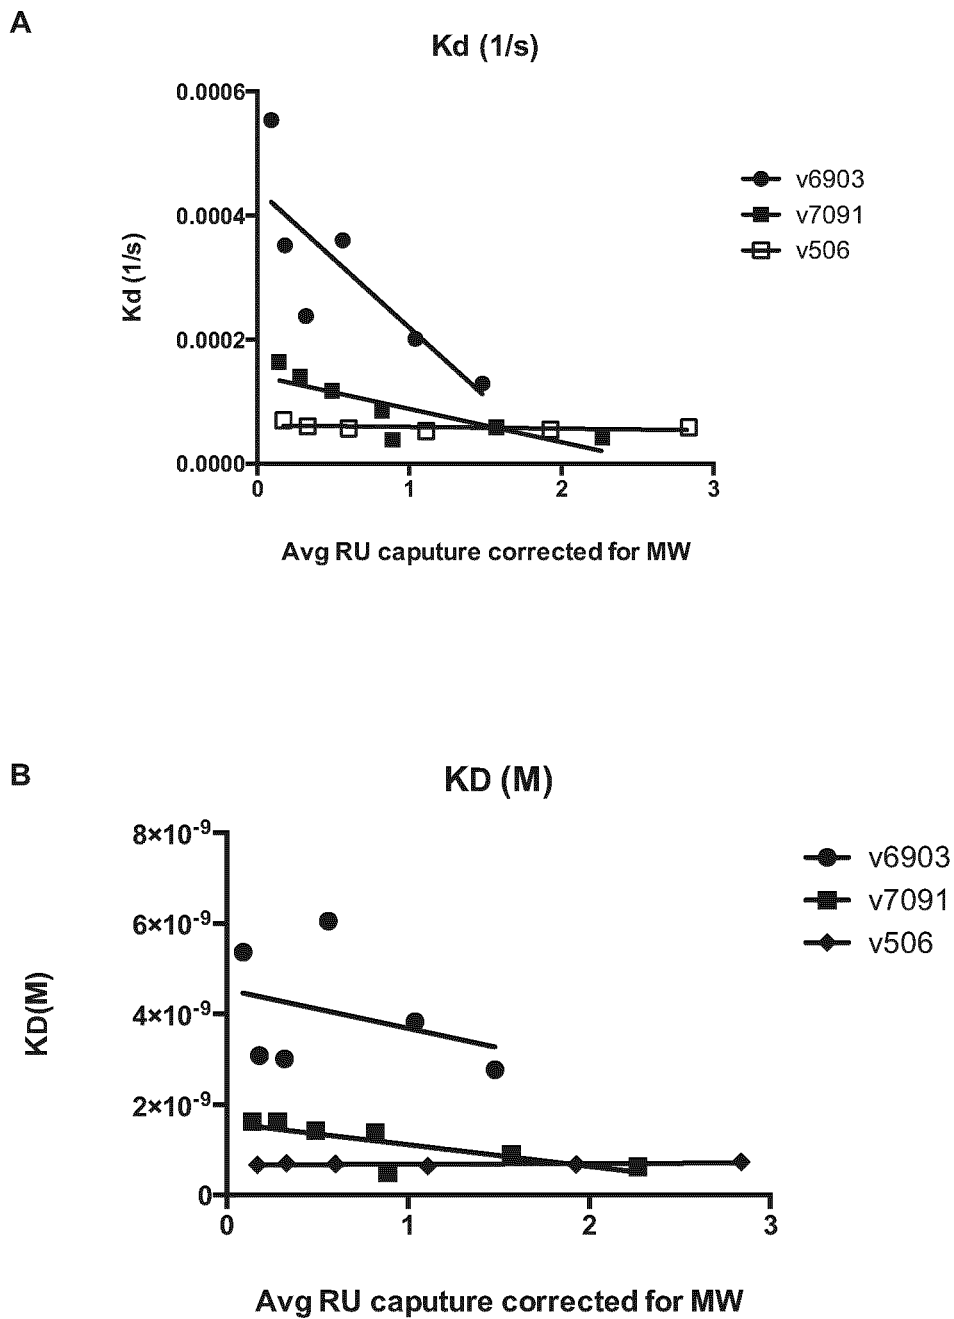 A
Kd (1/s)
0.0006
0.0004
0.0002
0.0000
Kd (1/s)
0 1 2 3
Avg RU caputure corrected for MW
v6903
v7091
v506
B
KD (M)
8×10⁻⁹
6×10⁻⁹
4×10⁻⁹
2×10⁻⁹
0
KD(M)
0 1 2 3
Avg RU caputure corrected for MW
v6903
v7091
v506